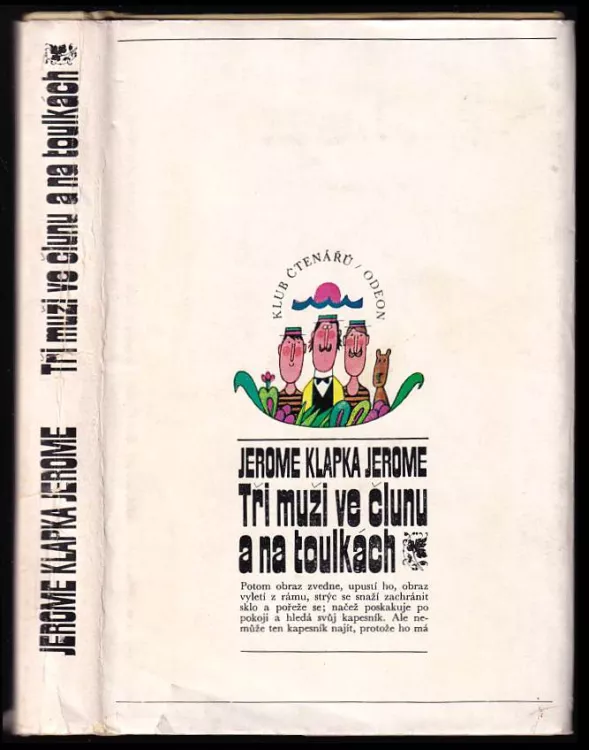 JEROME KLAPKA JEROME Tři muži ve člunu a na toulkách
KLUB ČTENÁŘŮ / ODEON
JEROME KLAPKA JEROME
Tři muži ve člunu
a na toulkách
Potom obraz zvedne, upustí ho, obraz
vyletí z rámu, strýc se snaží zachránit
sklo a pořeže se; načež poskakuje po
pokoji a hledá svůj kapesník. Ale ne-
může ten kapesník najít, protože ho má